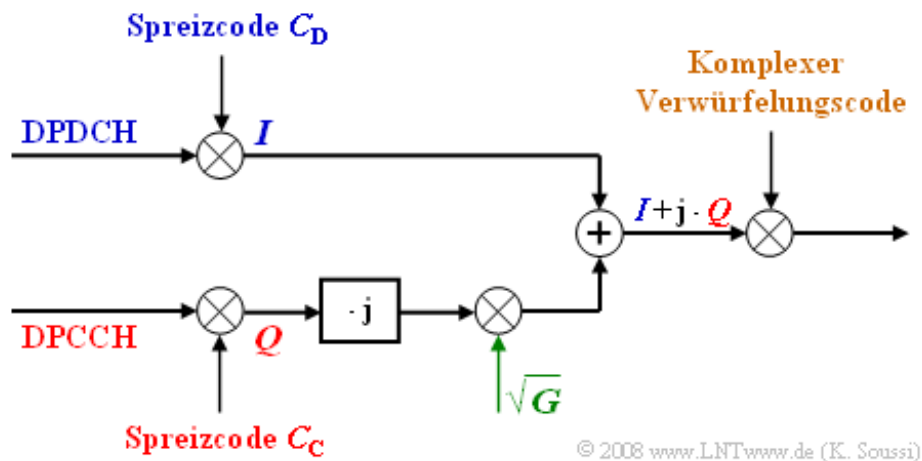 Spreizcode C_D
Komplexer
Verwürfelungscode
DPDCH
I
I+j · Q
+
DPCCH
Q
· j
√G
Spreizcode C_C
© 2008 www.LNTwww.de (K. Soussi)